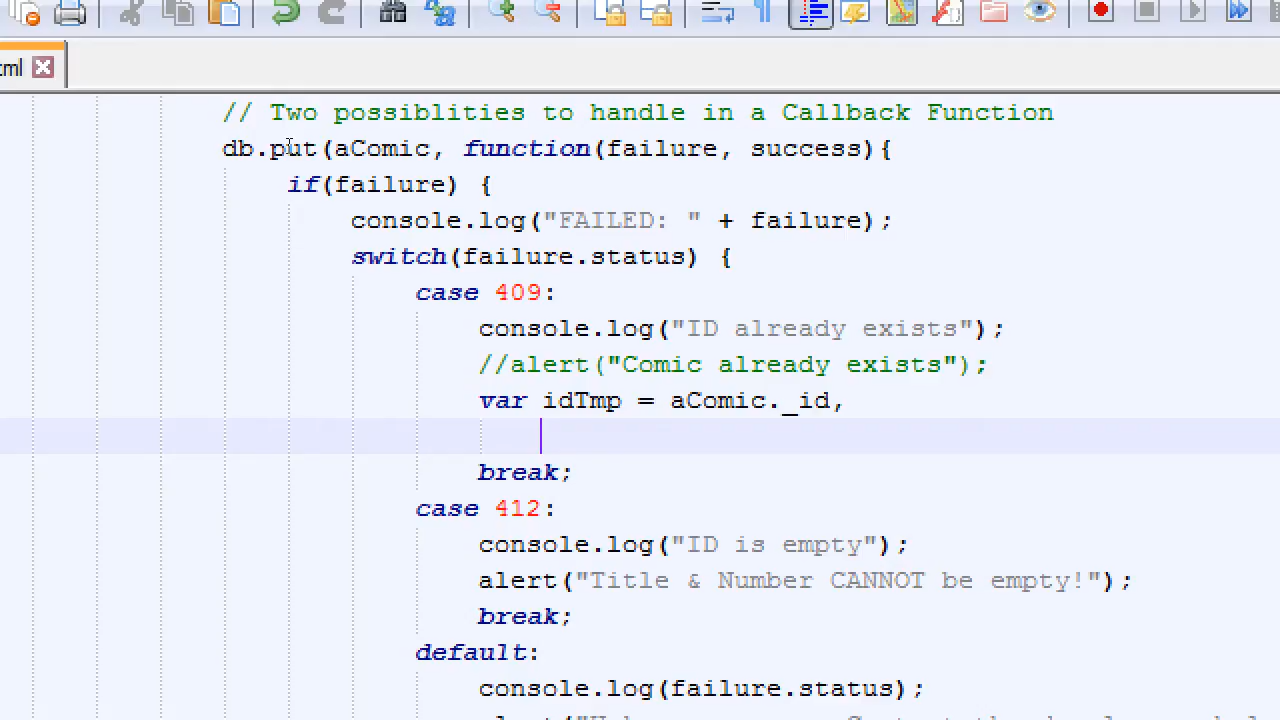 ml
// Two possiblities to handle in a Callback Function
db.put(aComic, function(failure, success){
if(failure) {
console.log("FAILED: " + failure);
switch(failure.status) {
case 409:
console.log("ID already exists");
//alert("Comic already exists");
var idTmp = aComic._id,
break;
case 412:
console.log("ID is empty");
alert("Title & Number CANNOT be empty!");
break;
default:
console.log(failure.status);